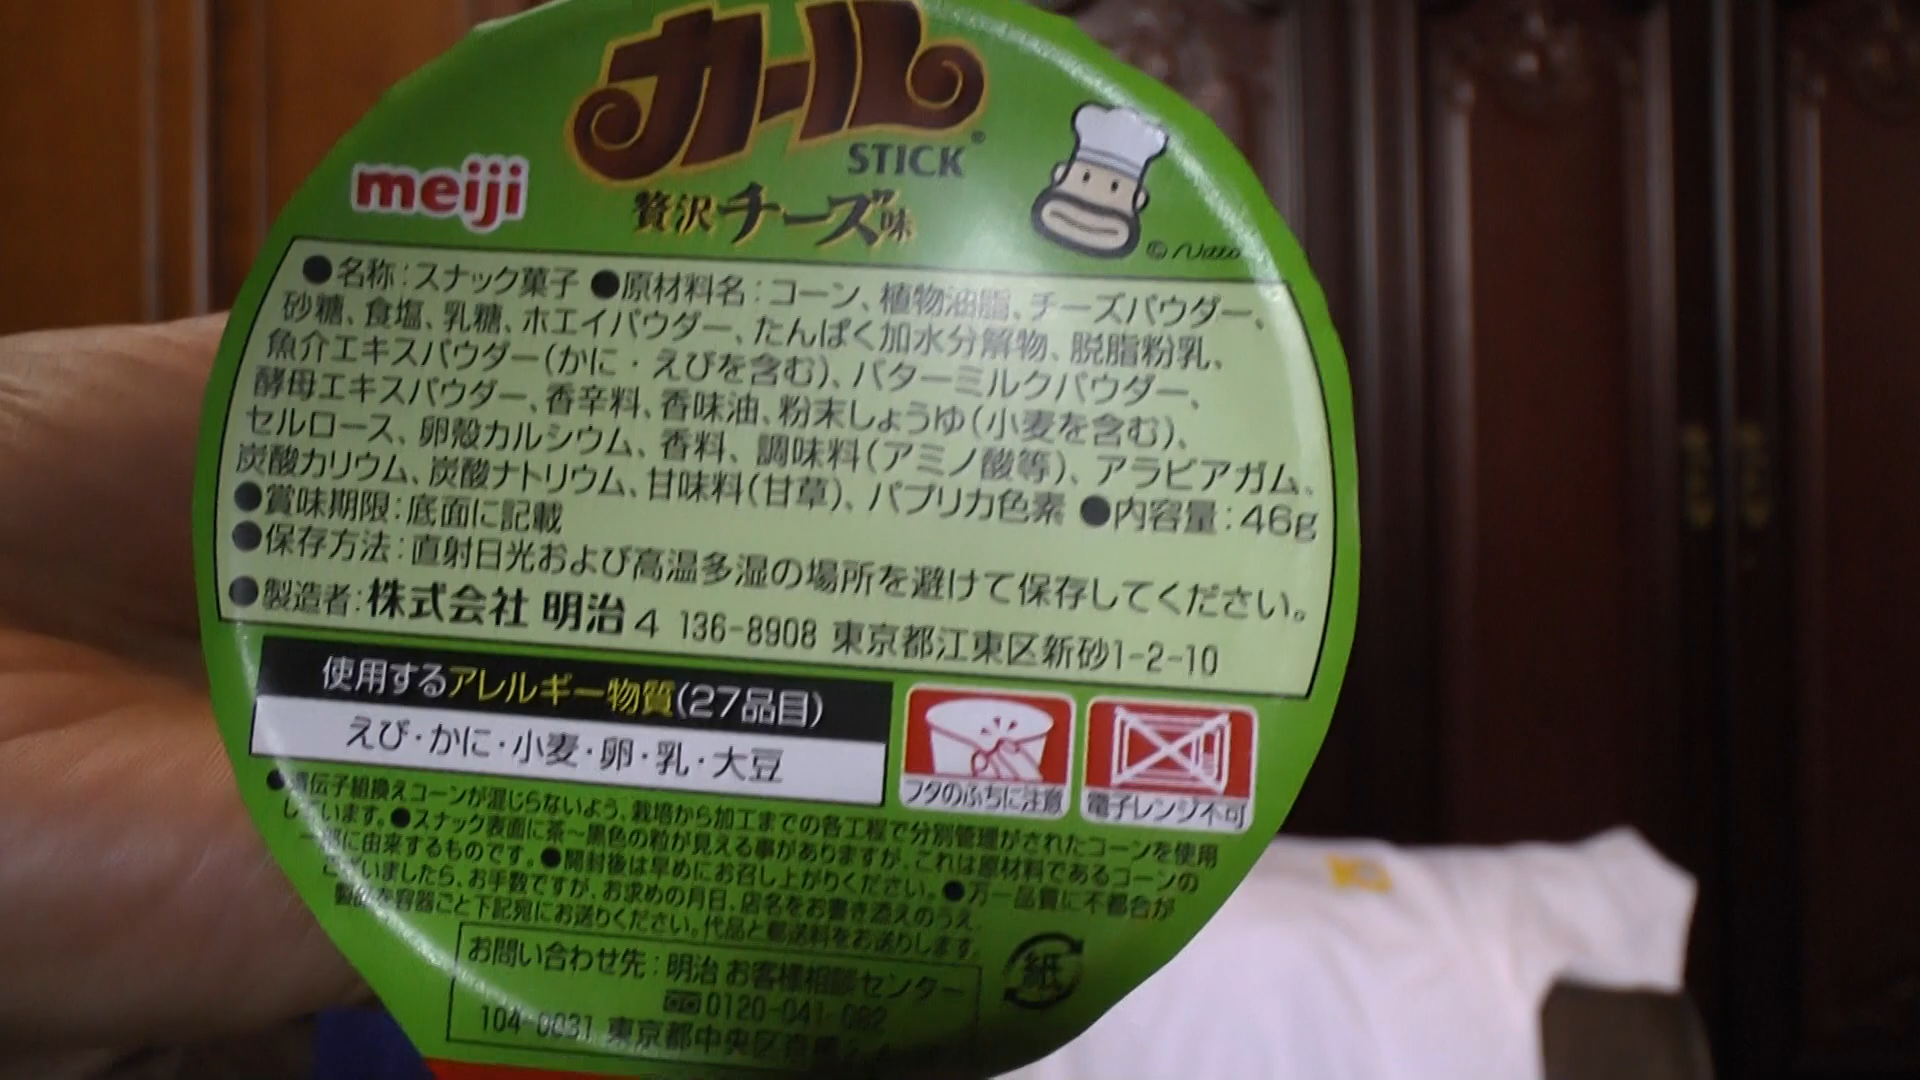 カール
STICK®
meiji
贅沢チーズ味
●名称:スナック菓子 ●原材料名:コーン、植物油脂、チーズパウダー、
砂糖、食塩、乳糖、ホエイパウダー、たんぱく加水分解物、脱脂粉乳、
魚介エキスパウダー(かに・えびを含む)、バターミルクパウダー、
酵母エキスパウダー、香辛料、香味油、粉末しょうゆ(小麦を含む)、
セルロース、卵殻カルシウム、香料、調味料(アミノ酸等)、アラビアガム、
炭酸カリウム、炭酸ナトリウム、甘味料(甘草)、パプリカ色素 ●内容量:46g
●賞味期限:底面に記載
●保存方法:直射日光および高温多湿の場所を避けて保存してください。
●製造者:株式会社 明治4 136-8908 東京都江東区新砂1-2-10
使用するアレルギー物質(27品目)
えび・かに・小麦・卵・乳・大豆
フタのふちに注意
電子レンジ不可
●遺伝子組換えコーンが混じらないよう、栽培から加工までの各工程で分別管理がされたコーンを使用
しています。●スナック表面に茶~黒色の粒が見える事がありますが、これは原材料であるコーンの
一部に由来するものです。●開封後は早めにお召し上がりください。●万一品質に不都合が
ございましたら、お手数ですが、お求めの月日、店名をお書き添えのうえ、
製品を容器ごと下記宛にお送りください。代品と郵送料をお送りします。
紙
お問い合わせ先:明治 お客様相談センター
0120-041-082
104-0031 東京都中央区